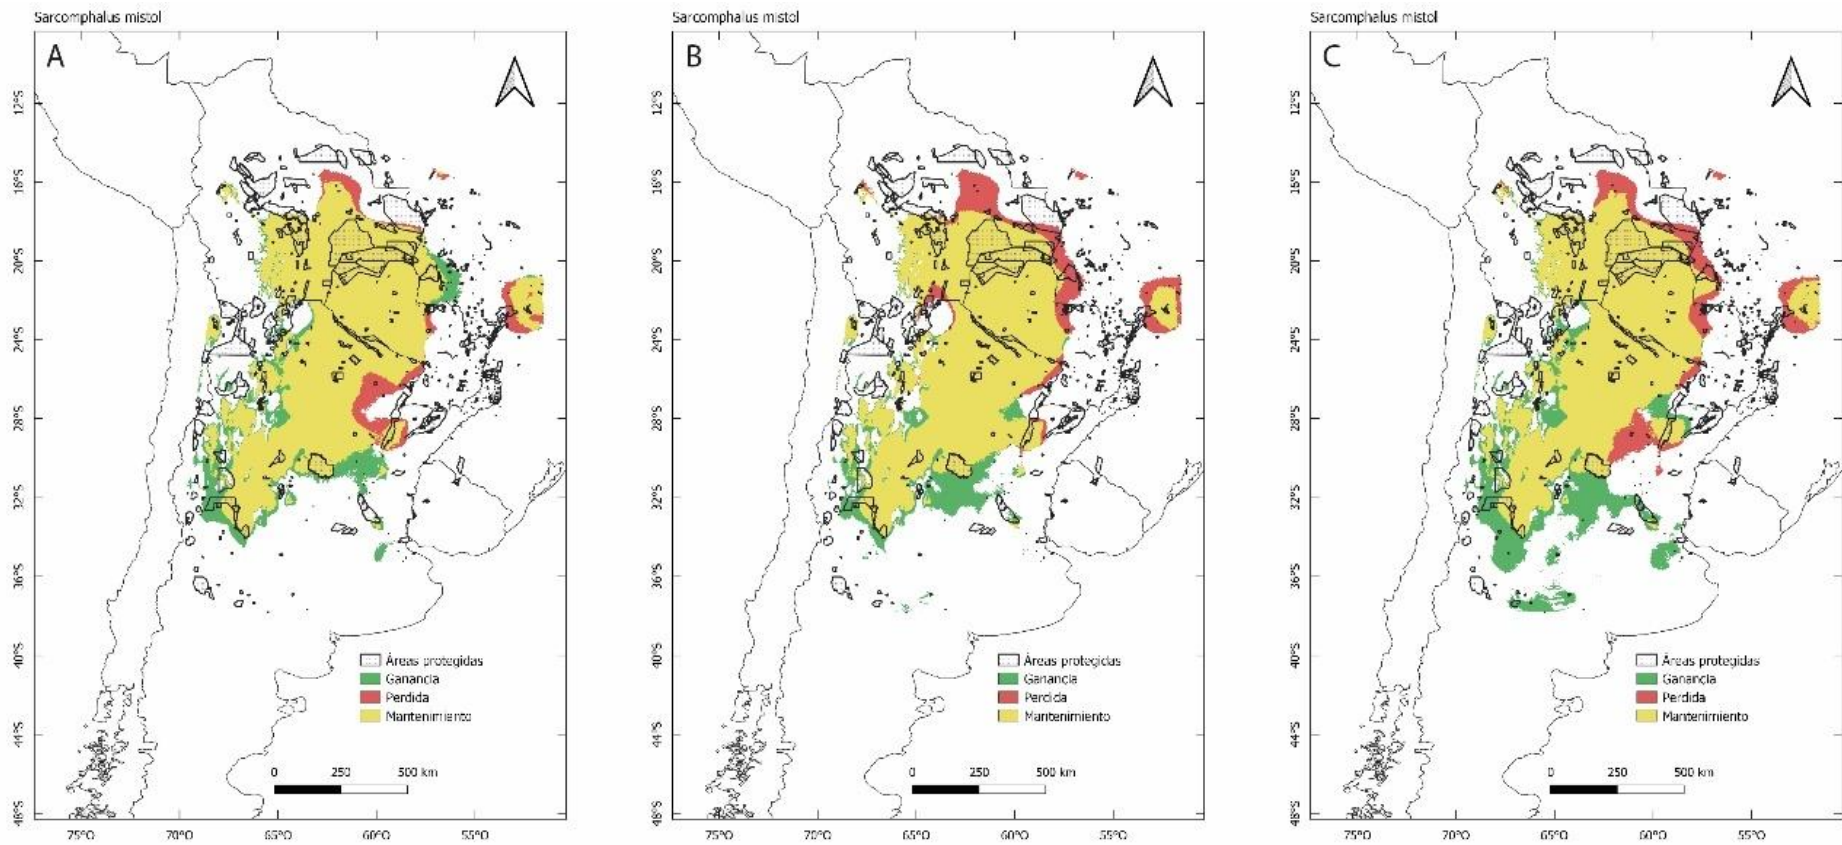 Sarcomphalus mistol
A
12°S
16°S
20°S
24°S
28°S
32°S
36°S
40°S
44°S
48°S
Áreas protegidas
Ganancia
Perdida
Mantenimiento
0 250 500 km
75°O 70°O 65°O 60°O 55°O
Sarcomphalus mistol
B
12°S
16°S
20°S
24°S
28°S
32°S
36°S
40°S
44°S
48°S
Áreas protegidas
Ganancia
Perdida
Mantenimiento
0 250 500 km
75°O 70°O 65°O 60°O 55°O
Sarcomphalus mistol
C
12°S
16°S
20°S
24°S
28°S
32°S
36°S
40°S
44°S
48°S
Áreas protegidas
Ganancia
Perdida
Mantenimiento
0 250 500 km
75°O 70°O 65°O 60°O 55°O